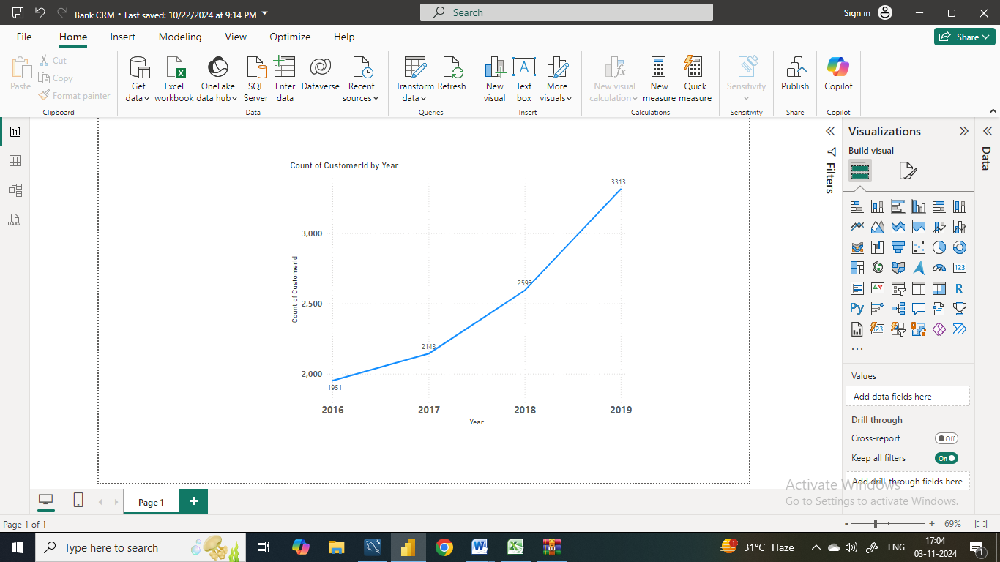 Bank CRM • Last saved: 10/22/2024 at 9:14 PM
Search
Sign in
File Home Insert Modeling View Optimize Help
Share
Paste
Cut
Copy
Format painter
Clipboard
Get data
Excel workbook
OneLake data hub
SQL Server
Enter data
Dataverse
Recent sources
Data
Transform data
Refresh
Queries
New visual
Text box
More visuals
Insert
New visual calculation
New measure
Quick measure
Calculations
Sensitivity
Sensitivity
Publish
Share
Copilot
Copilot
Count of CustomerId by Year
Count of CustomerId
3,000
2,500
2,000
1951
2143
2593
3313
2016 2017 2018 2019
Year
Filters
Visualizations
Build visual
123
R
Py
123
...
Values
Add data fields here
Drill through
Cross-report
Off
Keep all filters
On
Add drill-through fields here
Data
DAX
Activate Windows
Go to Settings to activate Windows.
Page 1
Page 1 of 1
- + 69%
Type here to search
1
31°C Haze
ENG
17:04
03-11-2024
1